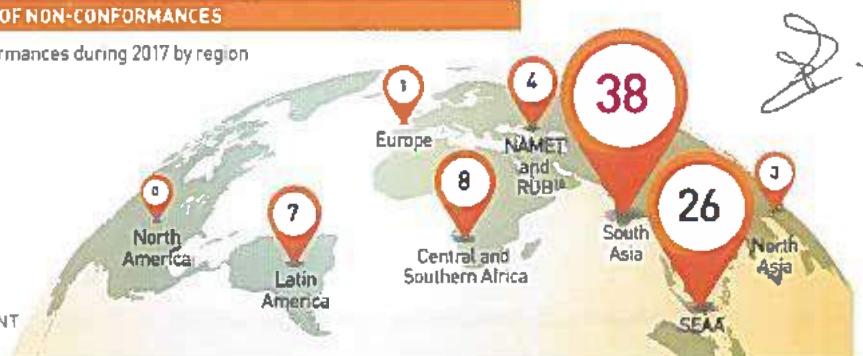 OF NON-CONFORMANCES
rmances during 2017 by region
0
North
America
7
Latin
America
Europe
8
Central and
Southern Africa
4
NAMET
and
RUB
38
South
Asia
26
SEAA
3
North
Asia
NT